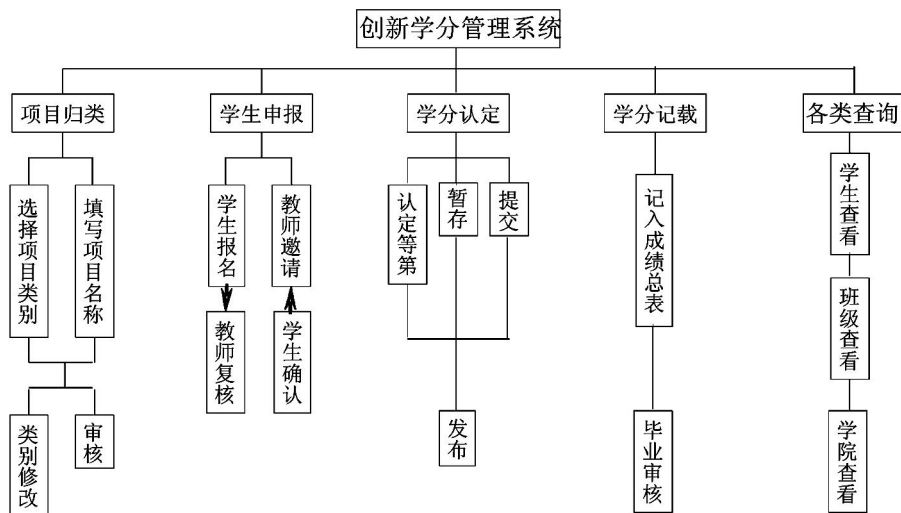 创新学分管理系统
项目归类
学生申报
学分认定
学分记载
各类查询
选择项目类别
填写项目名称
学生报名
教师邀请
认定等第
暂存
提交
记入成绩总表
学生查看
班级查看
教师复核
学生确认
类别修改
审核
发布
毕业审核
学院查看